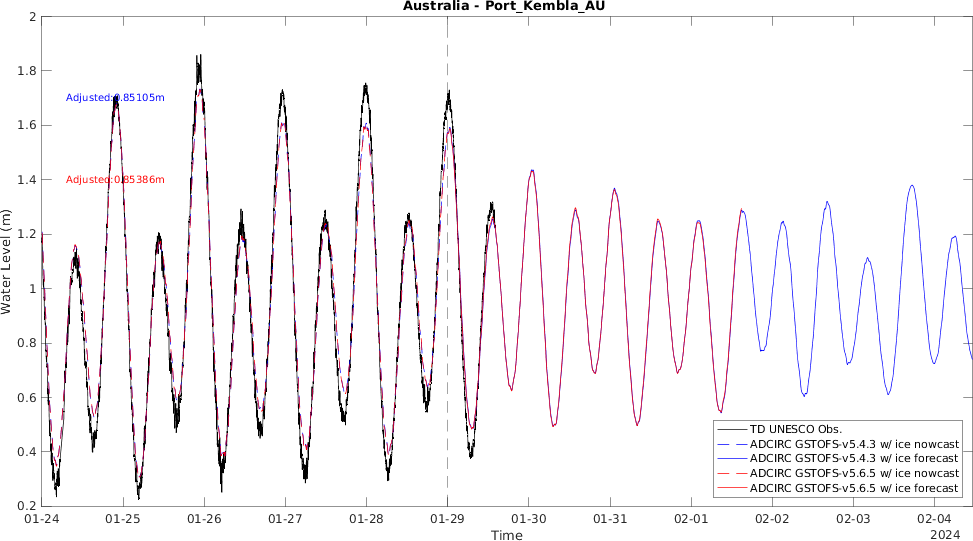 Australia - Port_Kembla_AU
2
1.8
1.6
1.4
1.2
1
0.8
0.6
0.4
0.2
Water Level (m)
Adjusted:0.85105m
Adjusted:0.85386m
TD UNESCO Obs.
ADCIRC GSTOFS-v5.4.3 w/ ice nowcast
ADCIRC GSTOFS-v5.4.3 w/ ice forecast
ADCIRC GSTOFS-v5.6.5 w/ ice nowcast
ADCIRC GSTOFS-v5.6.5 w/ ice forecast
01-24 01-25 01-26 01-27 01-28 01-29 01-30 01-31 02-01 02-02 02-03 02-04
Time
2024